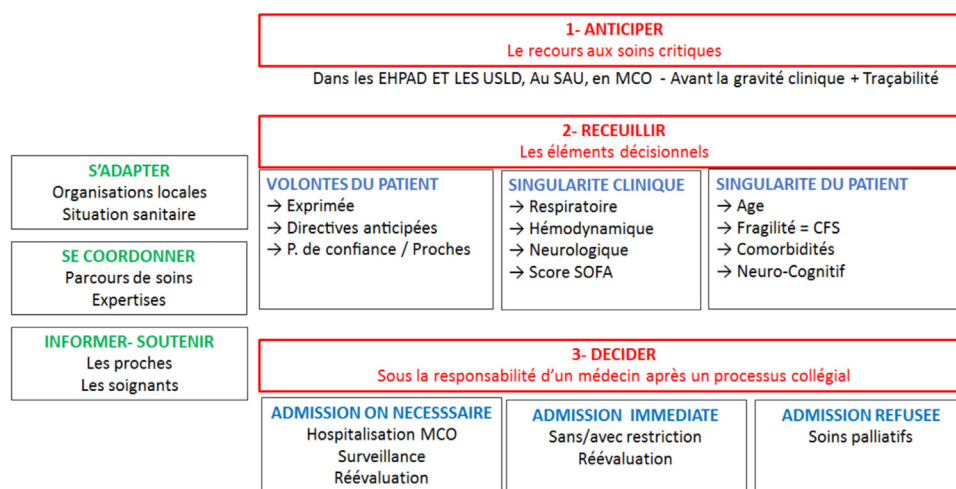 1- ANTICIPER
Le recours aux soins critiques
Dans les EHPAD ET LES USLD, Au SAU, en MCO - Avant la gravité clinique + Traçabilité
2- RECEUILLIR
Les éléments décisionnels
S'ADAPTER
Organisations locales
Situation sanitaire
SE COORDONNER
Parcours de soins
Expertises
INFORMER- SOUTENIR
Les proches
Les soignants
VOLONTES DU PATIENT
→ Exprimée
→ Directives anticipées
→ P. de confiance / Proches
SINGULARITE CLINIQUE
→ Respiratoire
→ Hémodynamique
→ Neurologique
→ Score SOFA
SINGULARITE DU PATIENT
→ Age
→ Fragilité = CFS
→ Comorbidités
→ Neuro-Cognitif
3- DECIDER
Sous la responsabilité d'un médecin après un processus collégial
ADMISSION ON NECESSSAIRE
Hospitalisation MCO
Surveillance
Réévaluation
ADMISSION IMMEDIATE
Sans/avec restriction
Réévaluation
ADMISSION REFUSEE
Soins palliatifs